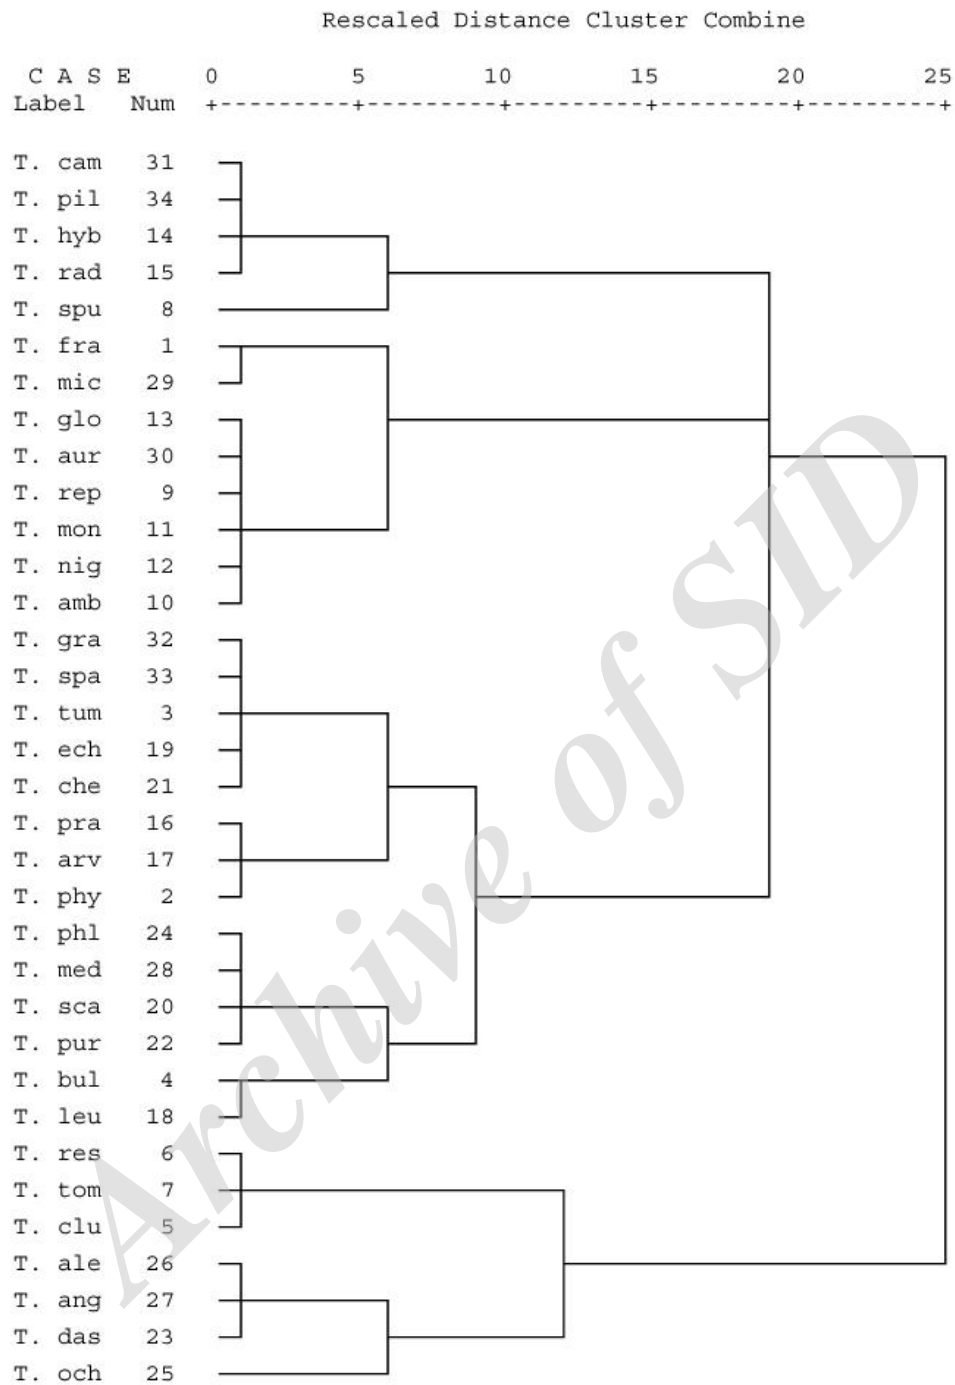 Rescaled Distance Cluster Combine
C A S E 0 5 10 15 20 25
Label Num +---------+---------+---------+---------+---------+
T. cam 31
T. pil 34
T. hyb 14
T. rad 15
T. spu 8
T. fra 1
T. mic 29
T. glo 13
T. aur 30
T. rep 9
T. mon 11
T. nig 12
T. amb 10
T. gra 32
T. spa 33
T. tum 3
T. ech 19
T. che 21
T. pra 16
T. arv 17
T. phy 2
T. phl 24
T. med 28
T. sca 20
T. pur 22
T. bul 4
T. leu 18
T. res 6
T. tom 7
T. clu 5
T. ale 26
T. ang 27
T. das 23
T. och 25
Archive of SID